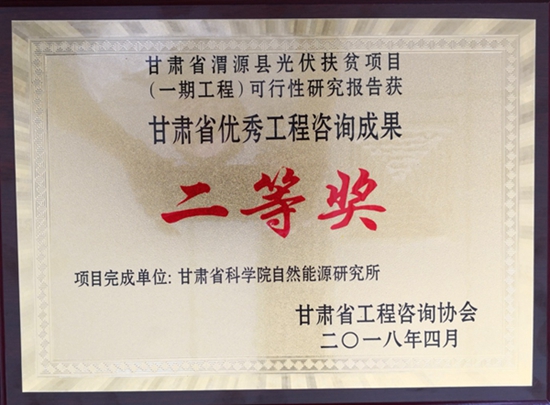 甘肃省渭源县光伏扶贫项目
(一期工程)可行性研究报告获
甘肃省优秀工程咨询成果
二等奖
项目完成单位:甘肃省科学院自然能源研究所
甘肃省工程咨询协会
二〇一八年四月